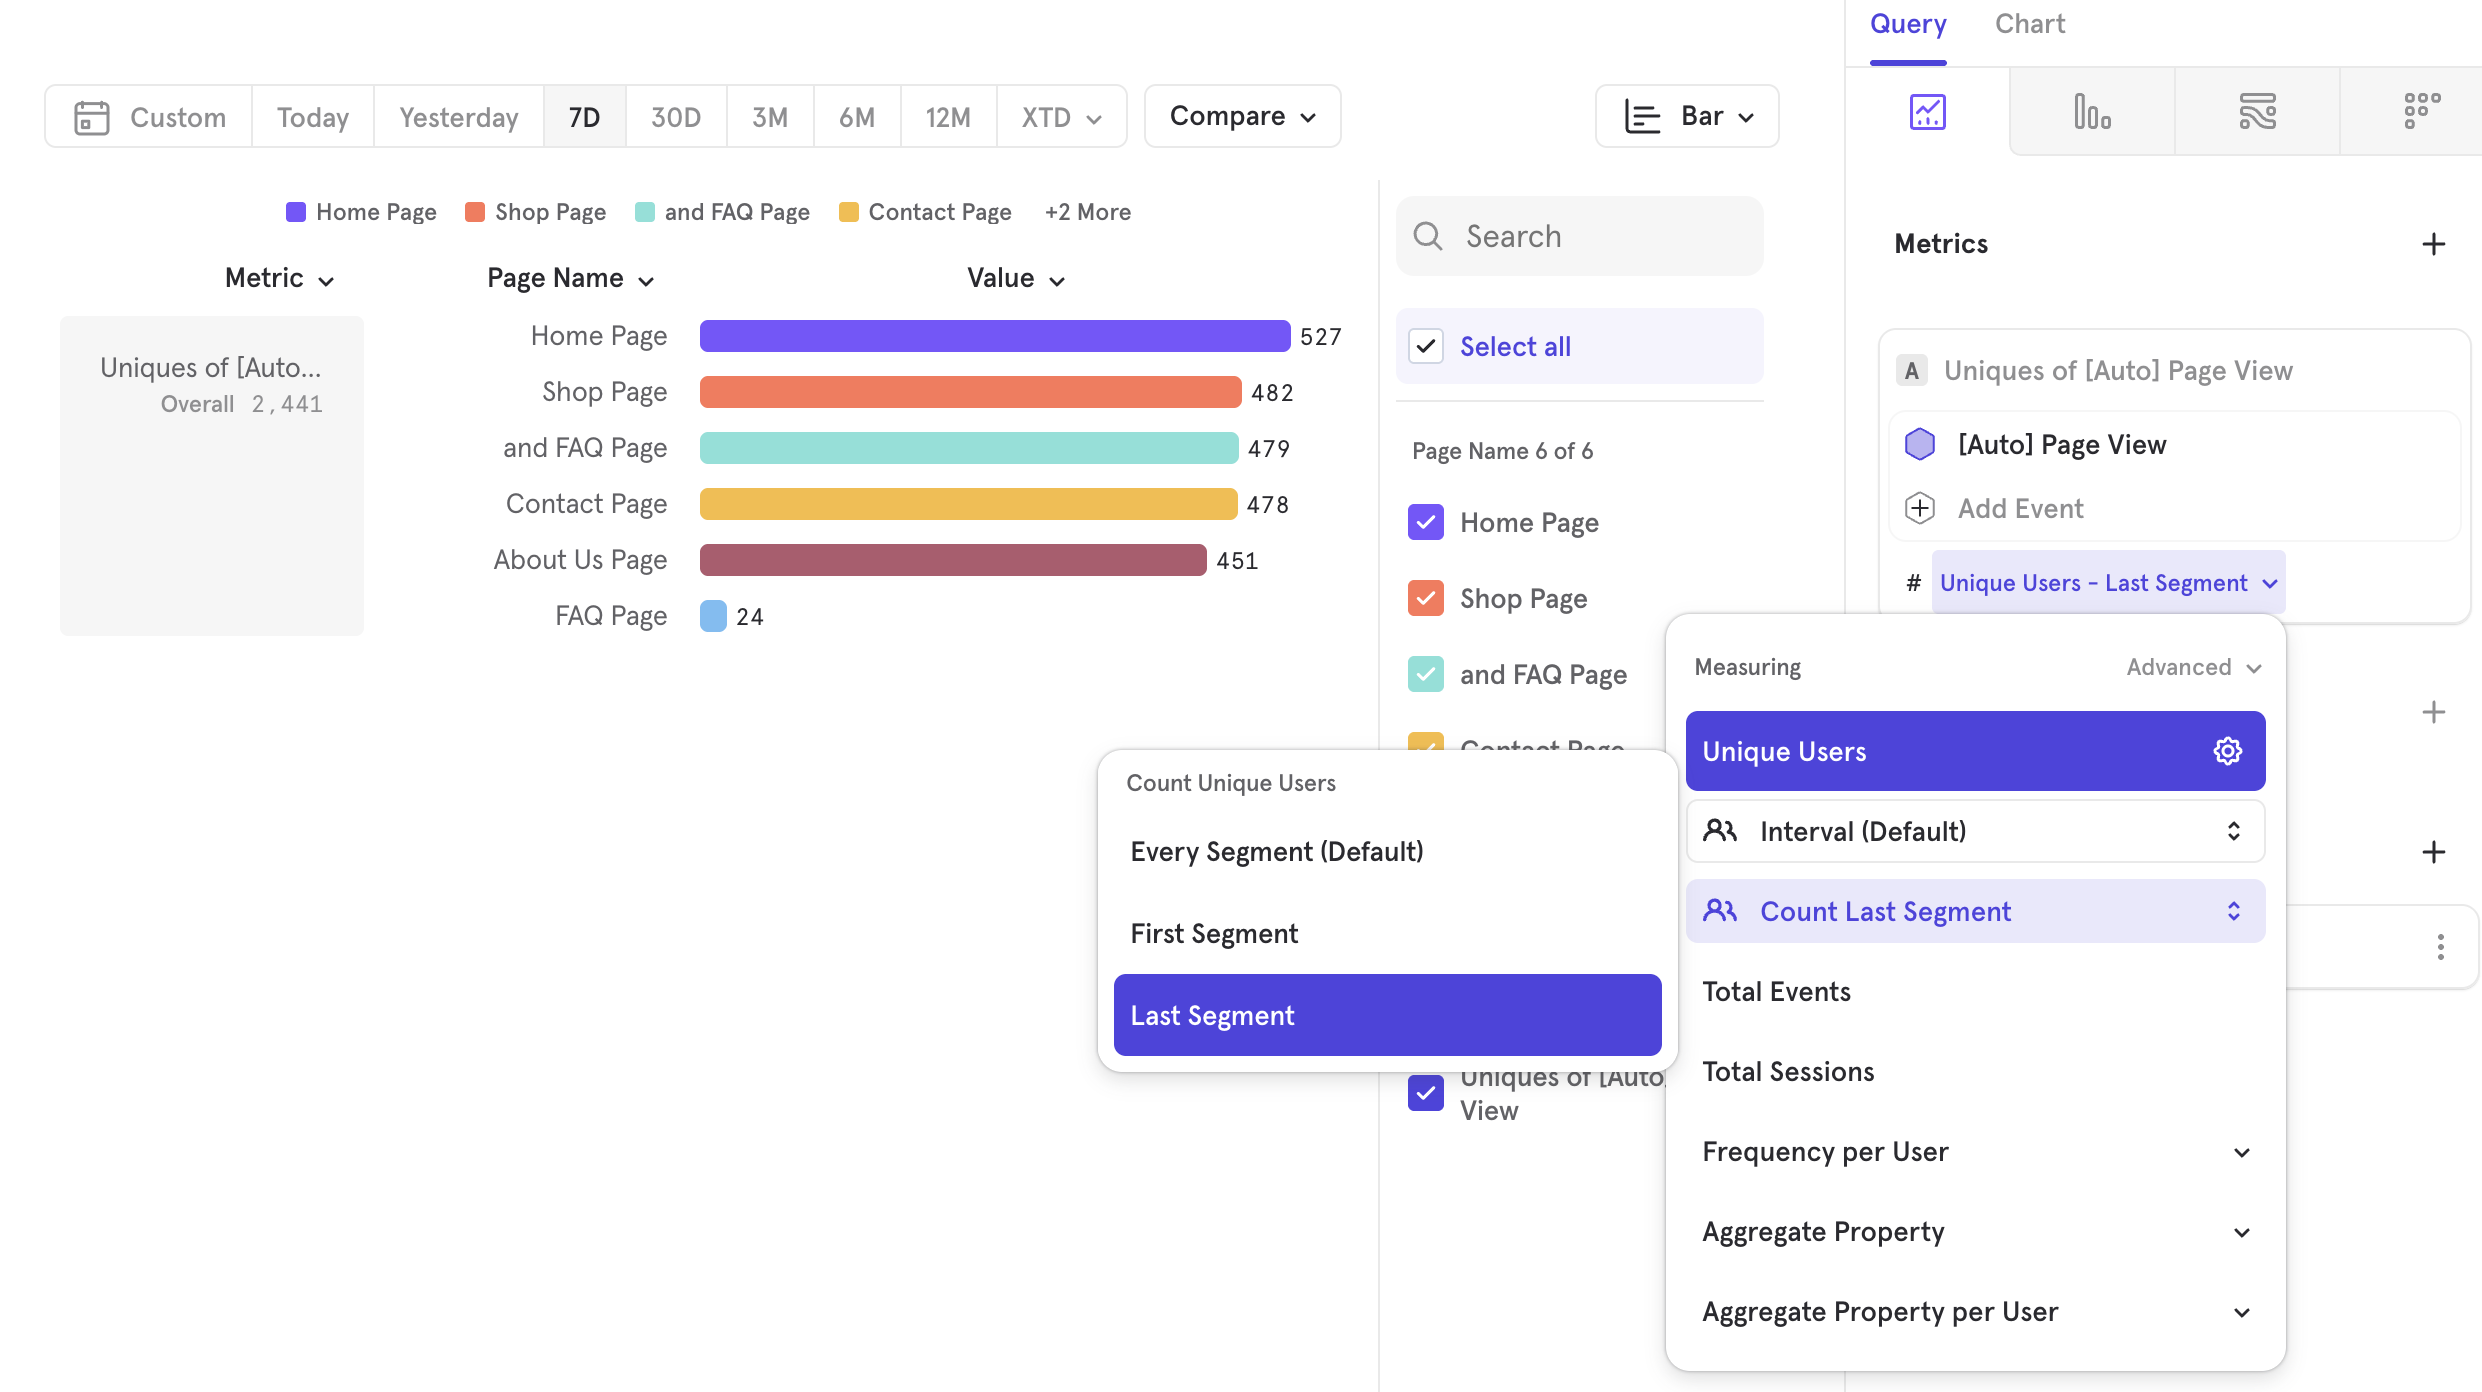 Query
Chart
Custom
Today
Yesterday
7D
30D
3M
6M
12M
XTD
Compare
Bar
Home Page
Shop Page
and FAQ Page
Contact Page
+2 More
Metric
Page Name
Value
Uniques of [Auto...
Overall 2,441
Home Page 527
Shop Page 482
and FAQ Page 479
Contact Page 478
About Us Page 451
FAQ Page 24
Search
Select all
Page Name 6 of 6
Home Page
Shop Page
and FAQ Page
Contact Page
Uniques of [Auto]
View
Metrics
A Uniques of [Auto] Page View
[Auto] Page View
Add Event
# Unique Users - Last Segment
Measuring
Advanced
Unique Users
Interval (Default)
Count Last Segment
Total Events
Total Sessions
Frequency per User
Aggregate Property
Aggregate Property per User
Count Unique Users
Every Segment (Default)
First Segment
Last Segment